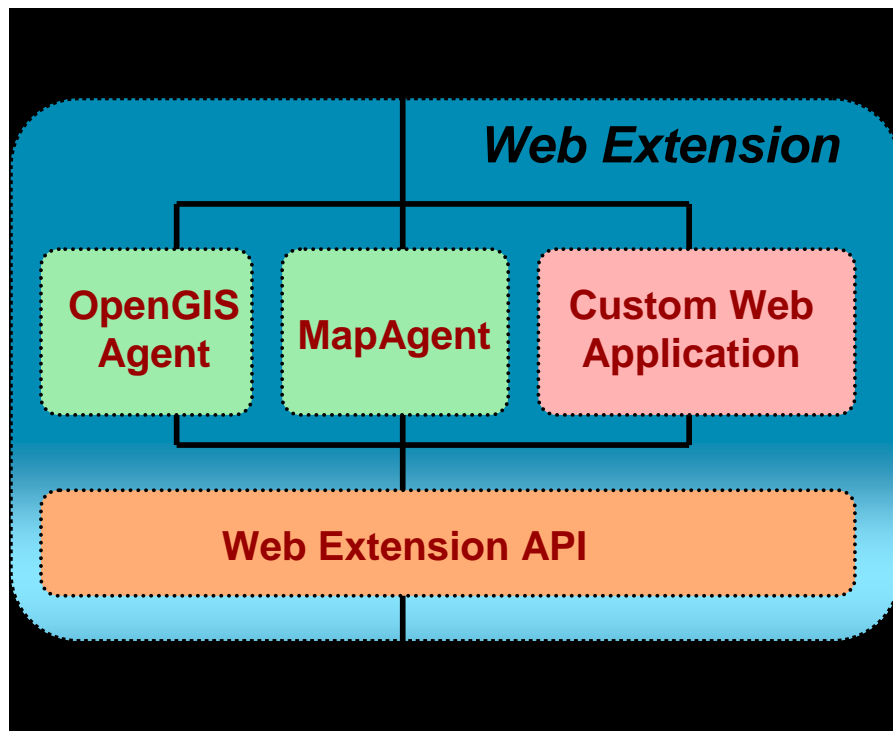 Web Extension
OpenGIS
Agent
MapAgent
Custom Web
Application
Web Extension API